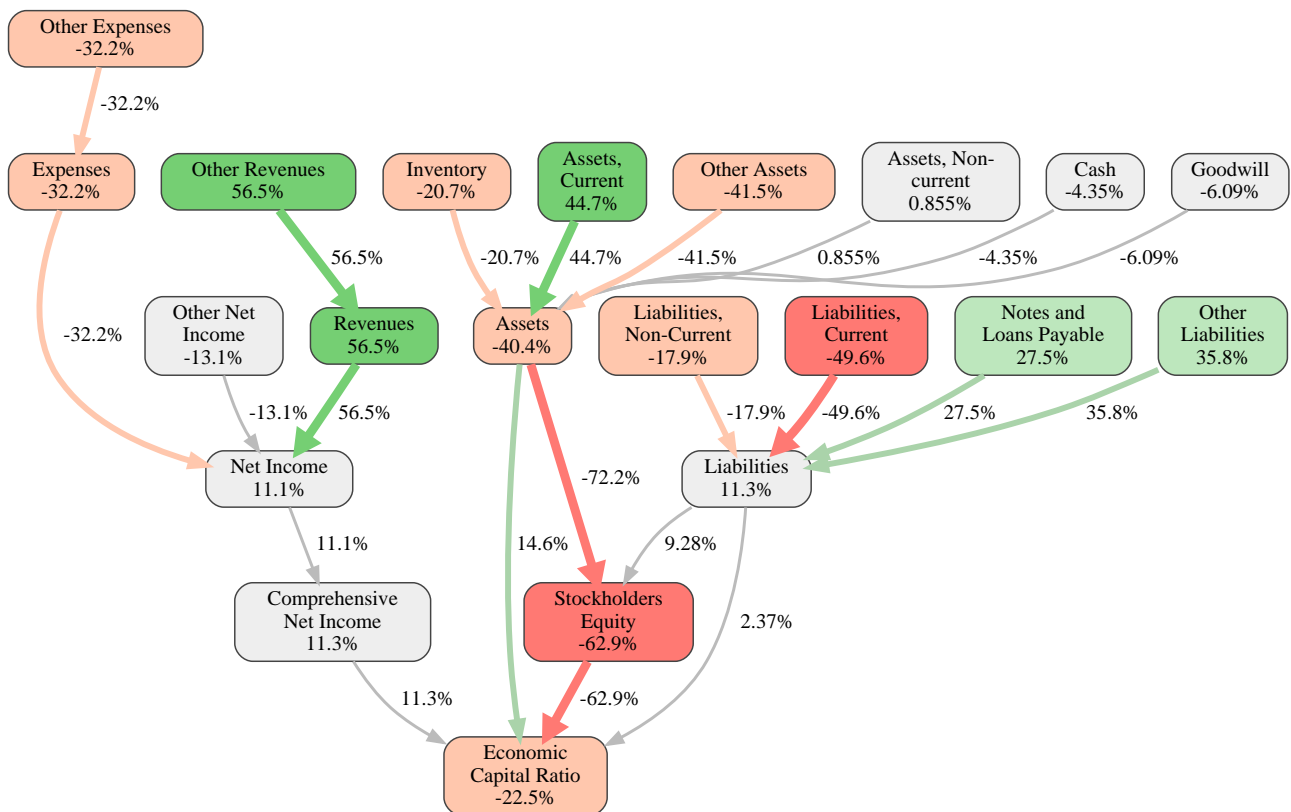 Other Expenses
-32.2%
-32.2%
Expenses
-32.2%
Other Revenues
56.5%
Inventory
-20.7%
Assets,
Current
44.7%
Other Assets
-41.5%
Assets, Non-
current
0.855%
Cash
-4.35%
Goodwill
-6.09%
56.5%
-20.7%
44.7%
-41.5%
0.855%
-4.35%
-6.09%
-32.2%
Other Net
Income
-13.1%
Revenues
56.5%
Assets
-40.4%
Liabilities,
Non-Current
-17.9%
Liabilities,
Current
-49.6%
Notes and
Loans Payable
27.5%
Other
Liabilities
35.8%
-13.1%
56.5%
-17.9%
-49.6%
27.5%
35.8%
Net Income
11.1%
-72.2%
Liabilities
11.3%
11.1%
14.6%
9.28%
Comprehensive
Net Income
11.3%
Stockholders
Equity
-62.9%
2.37%
11.3%
-62.9%
Economic
Capital Ratio
-22.5%